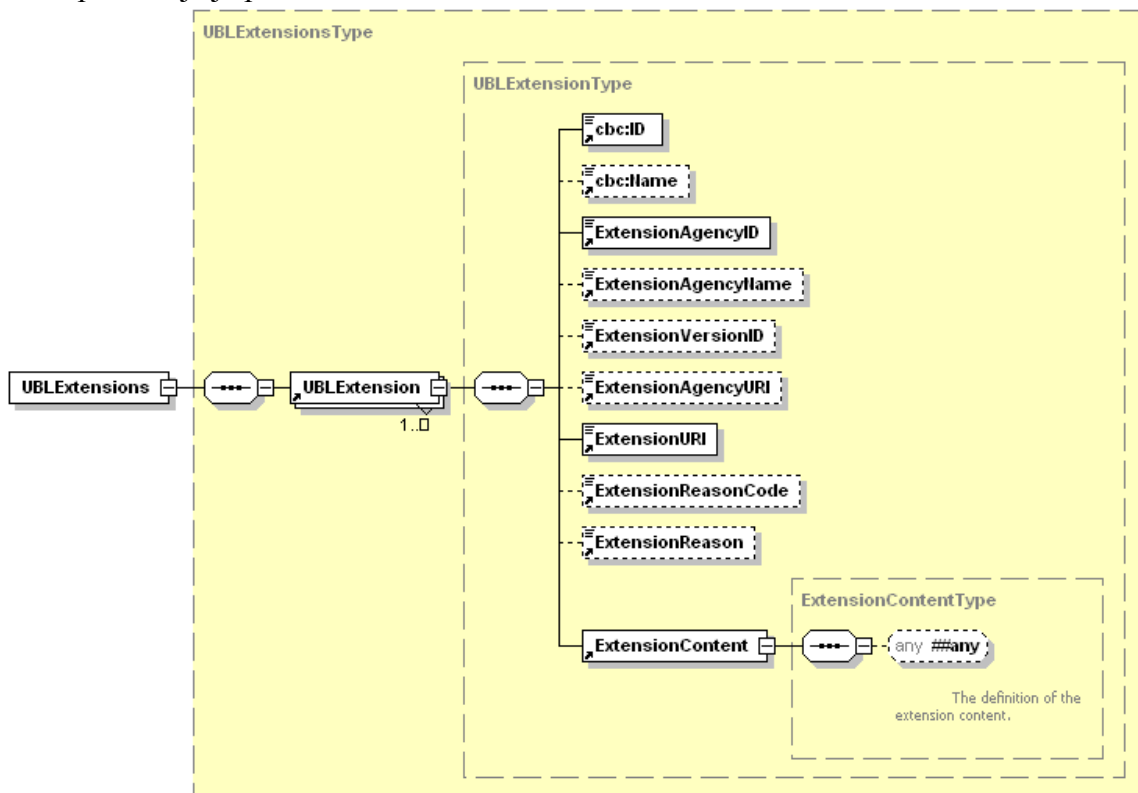 UBLExtensionsType
UBLExtensionType
cbc:ID
cbc:Name
ExtensionAgencyID
ExtensionAgencyName
ExtensionVersionID
UBLExtensions
UBLExtension
ExtensionAgencyURI
1..
ExtensionURI
ExtensionReasonCode
ExtensionReason
ExtensionContentType
ExtensionContent
any ##any
The definition of the
extension content.